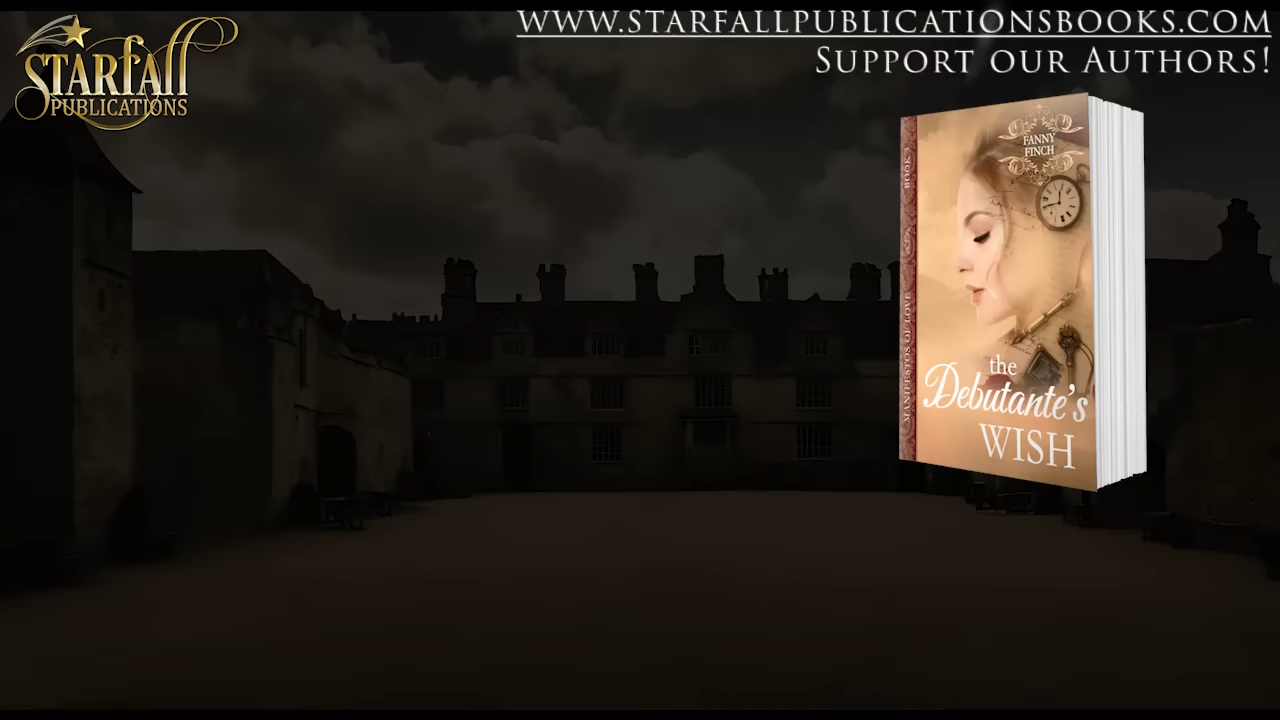 STARfall
PUBLICATIONS
WWW.STARFALLPUBLICATIONSBOOKS.COM
SUPPORT OUR AUTHORS!
FANNY
FINCH
BOOK 3
MANIFESTOS OF LOVE
the
Debutante's
WISH